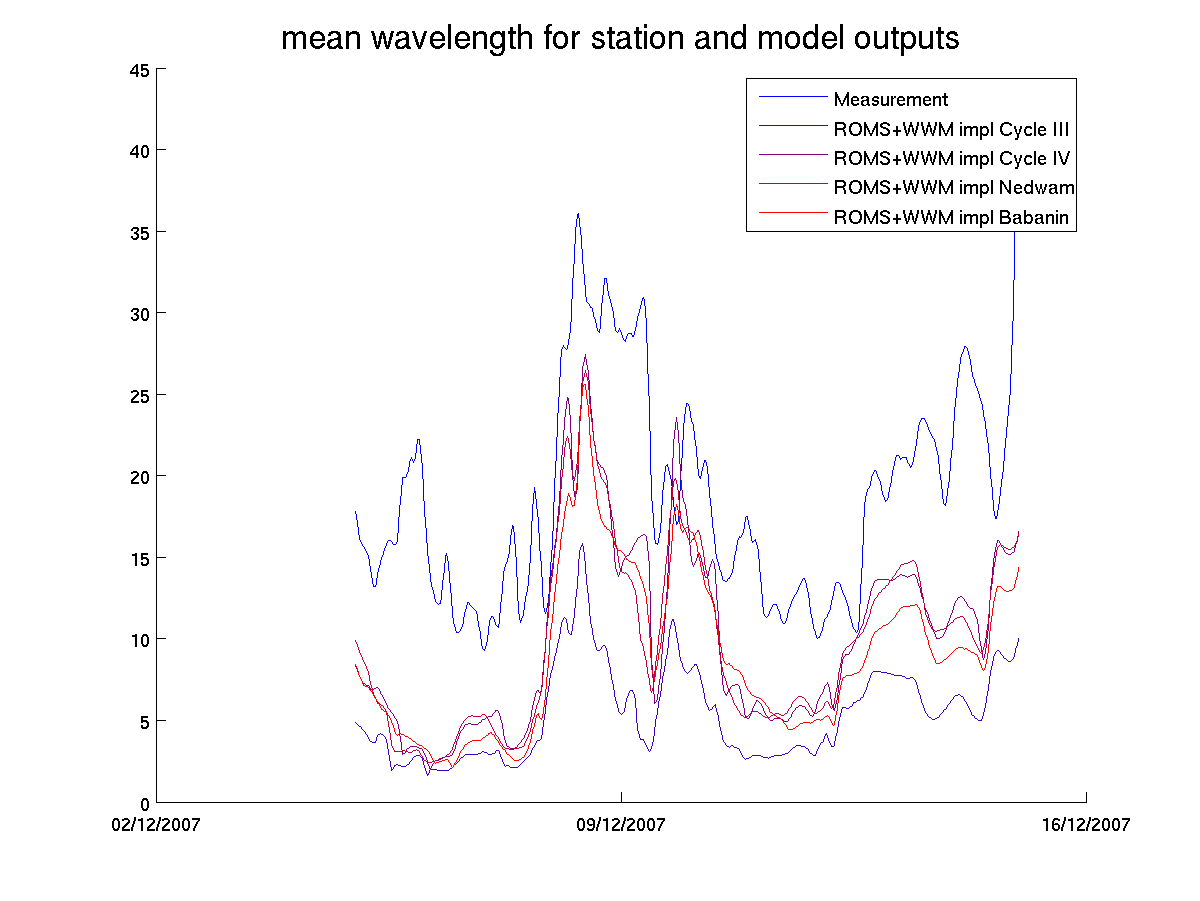 mean wavelength for station and model outputs
45
40
35
30
25
20
15
10
5
0
Measurement
ROMS+WWM impl Cycle III
ROMS+WWM impl Cycle IV
ROMS+WWM impl Nedwam
ROMS+WWM impl Babanin
02/12/2007
09/12/2007
16/12/2007